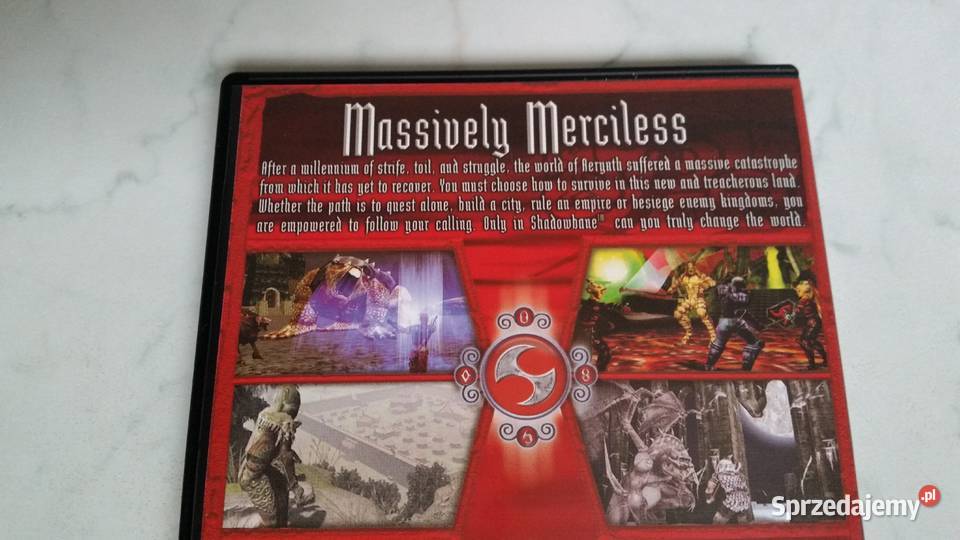 Massively Merciless
After a millennium of strife, toil, and struggle, the world of Aerynth suffered a massive catastrophe
from which it has yet to recover. You must choose how to survive in this new and treacherous land.
Whether the path is to quest alone, build a city, rule an empire or besiege enemy kingdoms, you
are empowered to follow your calling. Only in Shadowbane™ can you truly change the world.
Sprzedajemy.pl